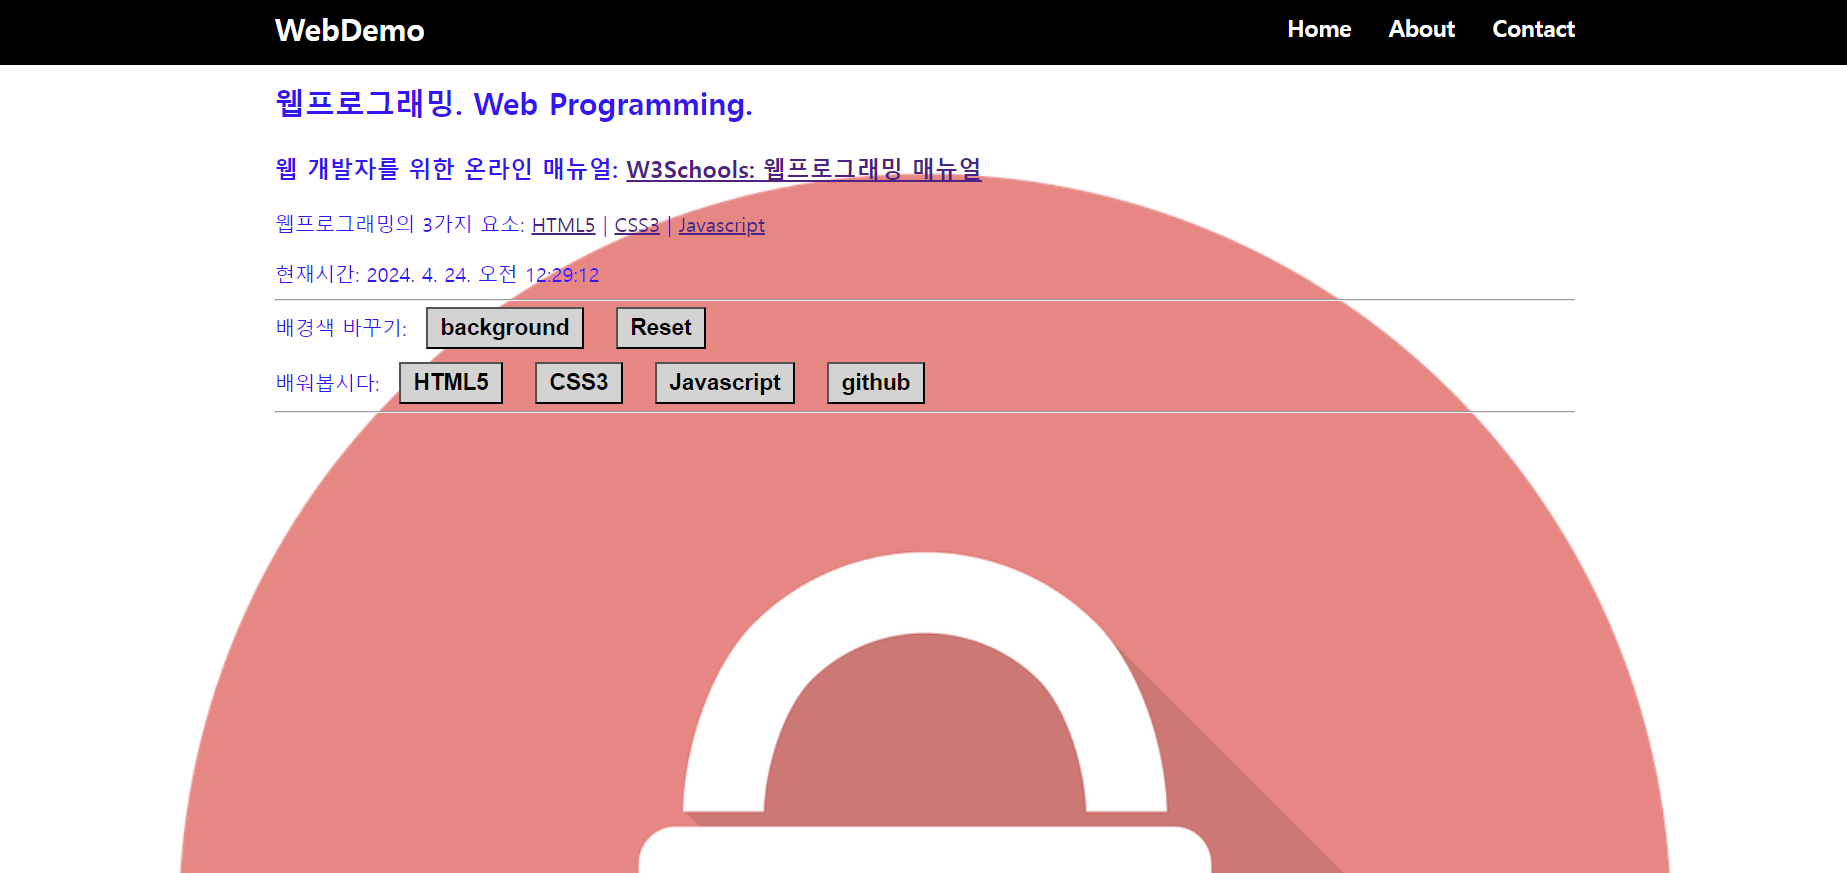 WebDemo Home About Contact
웹프로그래밍. Web Programming.
웹 개발자를 위한 온라인 매뉴얼: W3Schools: 웹프로그래밍 매뉴얼
웹프로그래밍의 3가지 요소: HTML5 | CSS3 | Javascript
현재시간: 2024. 4. 24. 오전 12:29:12
배경색 바꾸기: background Reset
배워봅시다: HTML5 CSS3 Javascript github